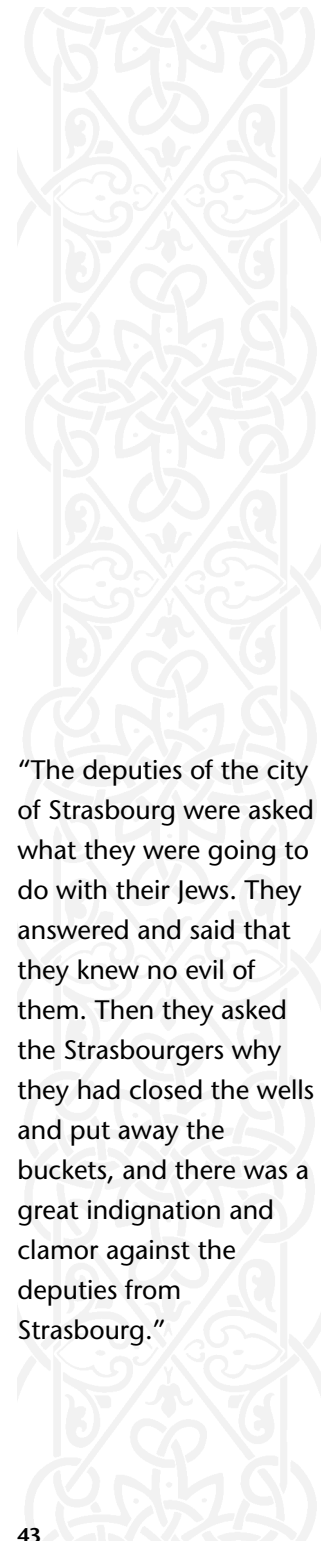 “The deputies of the city
of Strasbourg were asked
what they were going to
do with their Jews. They
answered and said that
they knew no evil of
them. Then they asked
the Strasbourgers why
they had closed the wells
and put away the
buckets, and there was a
great indignation and
clamor against the
deputies from
Strasbourg.”
43